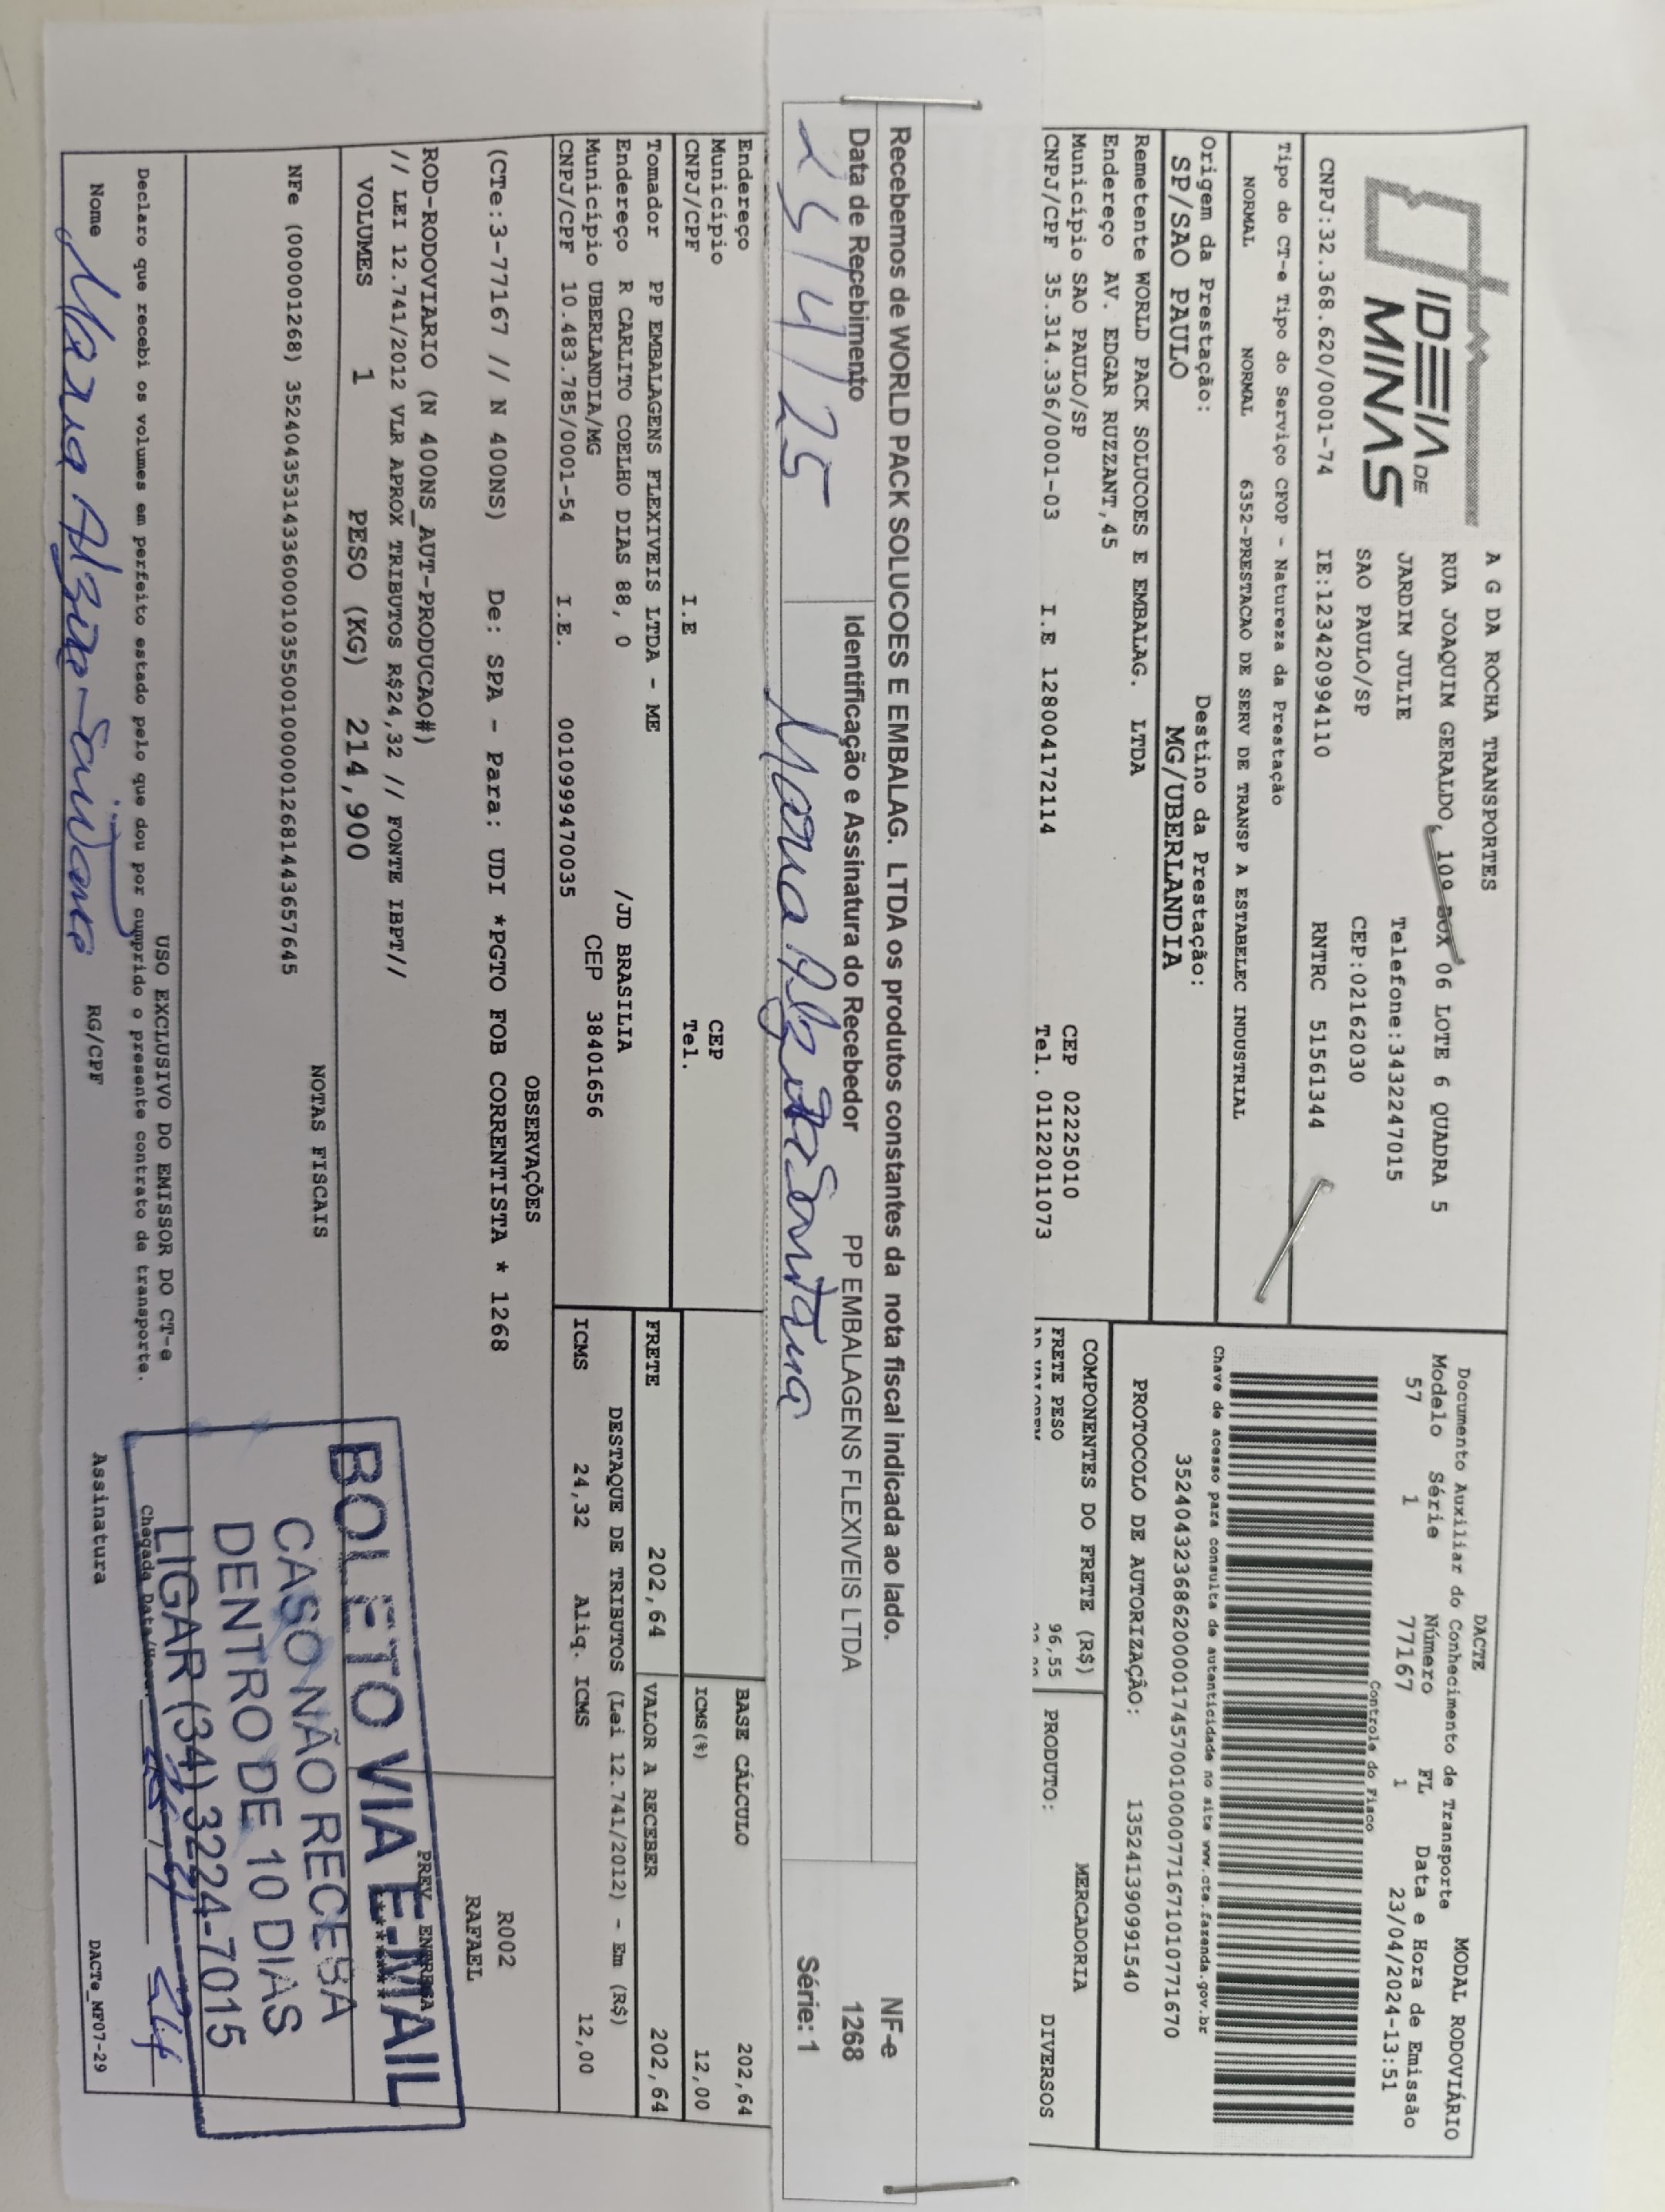 IDEIA DE
MINAS
A G DA ROCHA TRANSPORTES
RUA JOAQUIM GERALDO, 109 BOX 06 LOTE 6 QUADRA 5
JARDIM JULIE Telefone:3432247015
SAO PAULO/SP CEP:02162030
CNPJ:32.368.620/0001-74 IE:123420994110 RNTRC 51561344
DACTE MODAL RODOVIÁRIO
Documento Auxiliar do Conhecimento de Transporte
Modelo Série Número FL Data e Hora de Emissão
57 1 77167 1 23/04/2024-13:51
Controle do Fisco
Tipo do CT-e Tipo do Serviço CFOP - Natureza da Prestação
NORMAL NORMAL 6352-PRESTACAO DE SERV DE TRANSP A ESTABELEC INDUSTRIAL
Chave de acesso para consulta de autenticidade no site www.cte.fazenda.gov.br
35240432368620000174570010000771671010771670
Origem da Prestação: Destino da Prestação:
SP/SAO PAULO MG/UBERLANDIA
PROTOCOLO DE AUTORIZAÇÃO: 135241390991540
Remetente WORLD PACK SOLUCOES E EMBALAG. LTDA
Endereço AV. EDGAR RUZZANT,45
Município SAO PAULO/SP CEP 02225010
CNPJ/CPF 35.314.336/0001-03 I.E 128004172114 Tel. 01122011073
COMPONENTES DO FRETE (R$) MERCADORIA
FRETE PESO 96,55 PRODUTO: DIVERSOS
Recebemos de WORLD PACK SOLUCOES E EMBALAG. LTDA os produtos constantes da nota fiscal indicada ao lado.
NF-e
1268
Série: 1
Data de Recebimento Identificação e Assinatura do Recebedor PP EMBALAGENS FLEXIVEIS LTDA
25/4/25 Maria Alzira Santana
Endereço
Município CEP
CNPJ/CPF I.E Tel.
BASE CÁLCULO 202,64
ICMS(%) 12,00
Tomador PP EMBALAGENS FLEXIVEIS LTDA - ME
FRETE 202,64 VALOR A RECEBER 202,64
Endereço R CARLITO COELHO DIAS 88, 0 /JD BRASILIA
Município UBERLANDIA/MG CEP 38401656
CNPJ/CPF 10.483.785/0001-54 I.E. 0010999470035
DESTAQUE DE TRIBUTOS (Lei 12.741/2012) - Em (R$)
ICMS 24,32 Aliq. ICMS 12,00
OBSERVAÇÕES
(CTe:3-77167 // N 400NS) De: SPA - Para: UDI *PGTO FOB CORRENTISTA * 1268
R002
RAFAEL
ROD-RODOVIARIO (N 400NS_AUT-PRODUCAO#)
// LEI 12.741/2012 VLR APROX TRIBUTOS R$24,32 // FONTE IBPT//
PREV ENTREGA
VOLUMES 1 PESO (KG) 214,900
NOTAS FISCAIS
NFe (000001268) 35240435314336000103550010000012681443657645
BOLETO VIA E-MAIL
CASO NÃO RECEBA
DENTRO DE 10 DIAS
LIGAR (34) 3224-7015
USO EXCLUSIVO DO EMISSOR DO CT-e
Declaro que recebi os volumes em perfeito estado pelo que dou por cumprido o presente contrato de transporte.
Chegada Data/Hora:
Nome Maria Alzira Santana RG/CPF Assinatura
DACTe_MF07-29